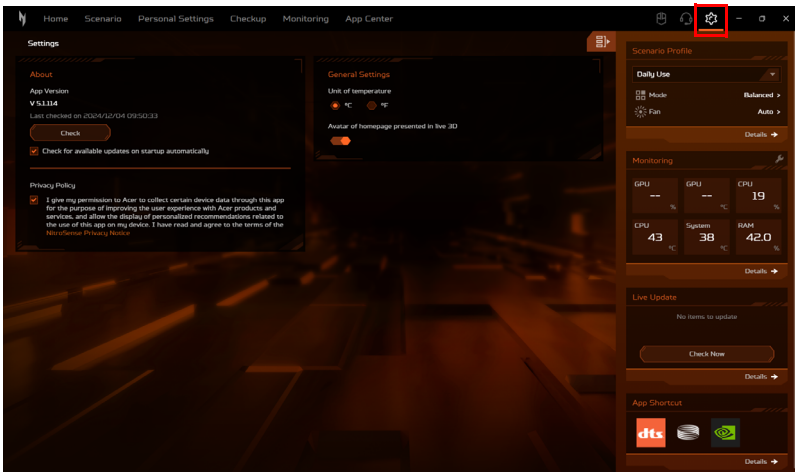 Home Scenario Personal Settings Checkup Monitoring App Center
Settings
About
App Version
V 5.1.114
Last checked on 2024/12/04 09:50:33
Check
Check for available updates on startup automatically
Privacy Policy
I give my permission to Acer to collect certain device data through this app
for the purpose of improving the user experience with Acer products and
services, and allow the display of personalized recommendations related to
the use of this app on my device. I have read and agree to the terms of the
NitroSense Privacy Notice
General Settings
Unit of temperature
°C °F
Avatar of homepage presented in live 3D
Scenario Profile
Daily Use
Mode Balanced >
Fan Auto >
Details →
Monitoring
GPU GPU CPU
-- -- 19
% °C %
CPU System RAM
43 38 42.0
°C °C %
Details →
Live Update
No items to update
Check Now
Details →
App Shortcut
dts
Details →